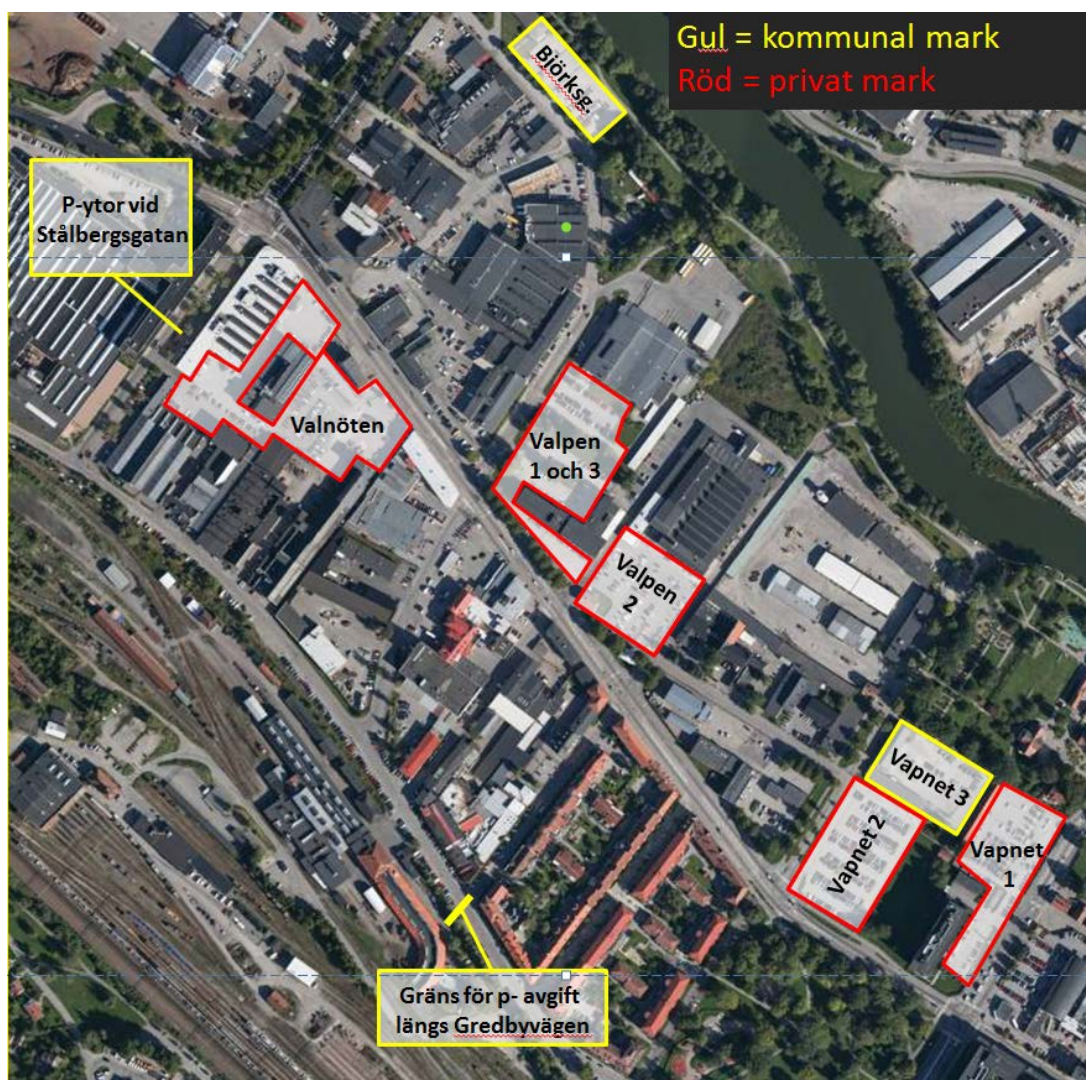 Gul = kommunal mark
Röd = privat mark
Björksg.
P-ytor vid
Stålbergsgatan
Valnöten
Valpen
1 och 3
Valpen
2
Vapnet 3
Vapnet 2
Vapnet
1
Gräns för p- avgift
längs Gredbyvägen